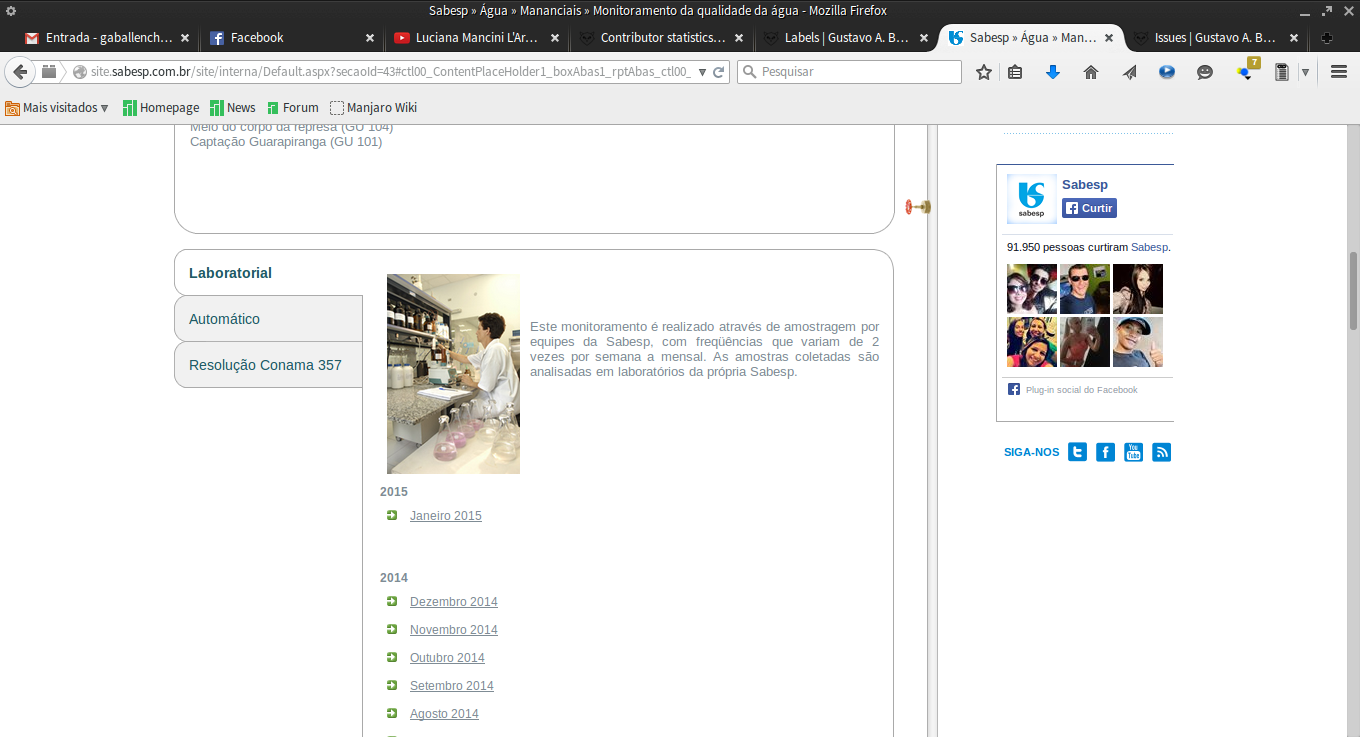 Sabesp » Água » Mananciais » Monitoramento da qualidade da água - Mozilla Firefox
Entrada - gaballench...
Facebook
Luciana Mancini L'Ar...
Contributor statistics...
Labels | Gustavo A. B...
Sabesp » Água » Man...
Issues | Gustavo A. B...
site.sabesp.com.br/site/interna/Default.aspx?secaoId=43#ctl00_ContentPlaceHolder1_boxAbas1_rptAbas_ctl00_
Pesquisar
7
Mais visitados
Homepage
News
Forum
Manjaro Wiki
Meio do corpo da represa (GU 104)
Captação Guarapiranga (GU 101)
Laboratorial
Automático
Resolução Conama 357
Este monitoramento é realizado através de amostragem por
equipes da Sabesp, com freqüências que variam de 2
vezes por semana a mensal. As amostras coletadas são
analisadas em laboratórios da própria Sabesp.
2015
Janeiro 2015
2014
Dezembro 2014
Novembro 2014
Outubro 2014
Setembro 2014
Agosto 2014
sabesp
Sabesp
Curtir
91.950 pessoas curtiram Sabesp.
Plug-in social do Facebook
SIGA-NOS
You
Tube